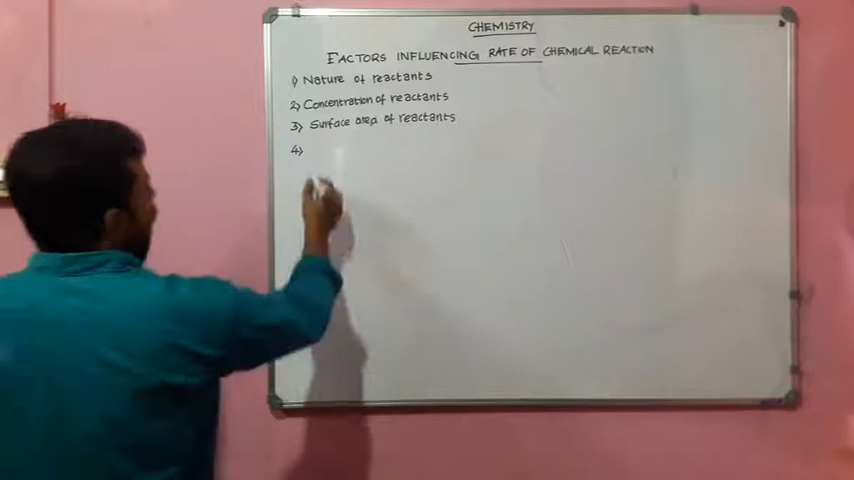 CHEMISTRY
FACTORS INFLUENCING RATE OF CHEMICAL REACTION
1) Nature of reactants
2) Concentration of reactants
3) Surface area of reactants
4)